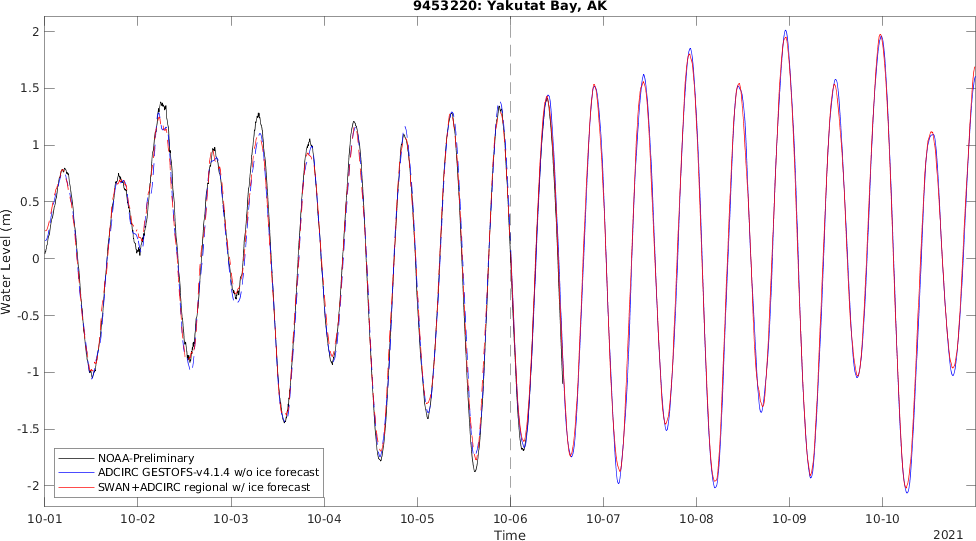 9453220: Yakutat Bay, AK
Water Level (m)
2
1.5
1
0.5
0
-0.5
-1
-1.5
-2
NOAA-Preliminary
ADCIRC GESTOFS-v4.1.4 w/o ice forecast
SWAN+ADCIRC regional w/ ice forecast
10-01 10-02 10-03 10-04 10-05 10-06 10-07 10-08 10-09 10-10
Time
2021